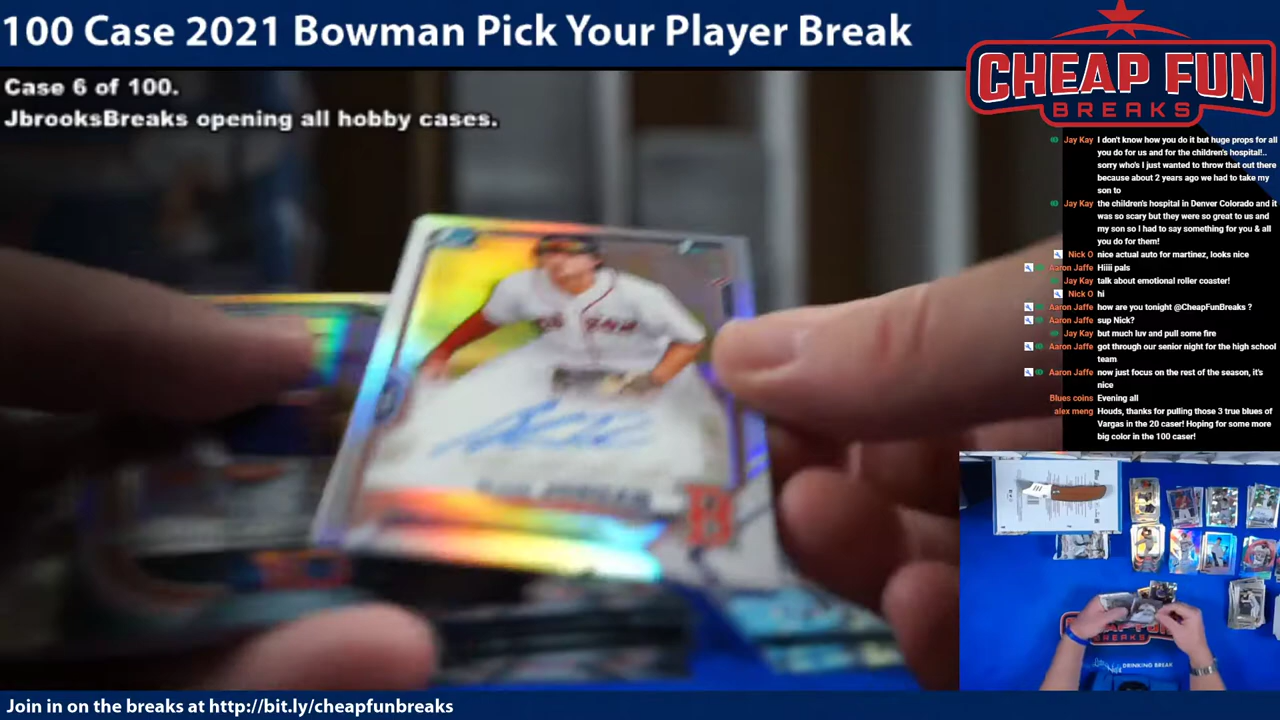 100 Case 2021 Bowman Pick Your Player Break
Case 6 of 100.
JbrooksBreaks opening all hobby cases.
CHEAP FUN
BREAKS
Jay Kay I don't know how you do it but huge props for all
you do for us and for the children's hospital!..
sorry who's I just wanted to throw that out there
because about 2 years ago we had to take my
son to
Jay Kay the children's hospital in Denver Colorado and it
was so scary but they were so great to us and
my son so I had to say something for you & all
you do for them!
Nick O nice actual auto for martinez, looks nice
Aaron Jaffe Hiiii pals
Jay Kay talk about emotional roller coaster!
Nick O hi
Aaron Jaffe how are you tonight @CheapFunBreaks ?
Aaron Jaffe sup Nick?
Jay Kay but much luv and pull some fire
Aaron Jaffe got through our senior night for the high school
team
Aaron Jaffe now just focus on the rest of the season, it's
nice
Blues coins Evening all
alex meng Houds, thanks for pulling those 3 true blues of
Vargas in the 20 caser! Hoping for some more
big color in the 100 caser!
B
CHEAP FUN
BREAKS
DRINKING BREAK
Join in on the breaks at http://bit.ly/cheapfunbreaks